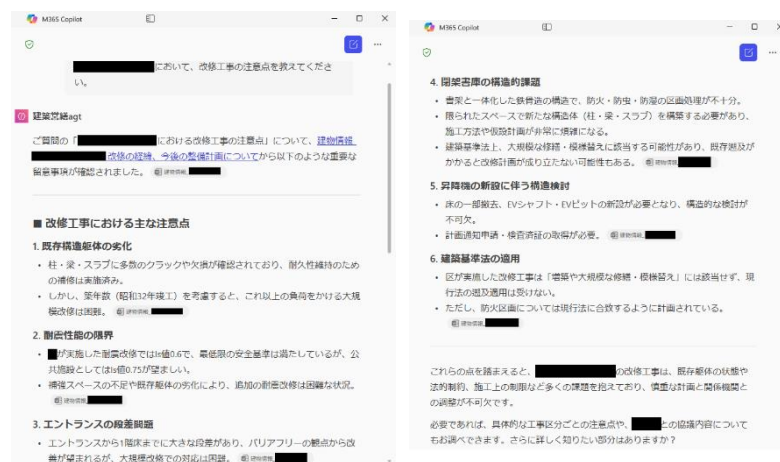 M365 Copilot
において、改修工事の注意点を教えてくださ
い。
建築営繕agt
ご質問の「
における改修工事の注意点」について、建物情報_
改修の経緯、今後の整備計画についてから以下のような重要な
留意事項が確認されました。 建物情報_
■ 改修工事における主な注意点
1. 既存構造躯体の劣化
• 柱・梁・スラブに多数のクラックや欠損が確認されており、耐久性維持のため
の補修は実施済み。
• しかし、築年数（昭和32年竣工）を考慮すると、これ以上の負荷をかける大規
模改修は困難。 建物情報_
2. 耐震性能の限界
• が実施した耐震改修ではIs値0.6で、最低限の安全基準は満たしているが、公
共施設としてはIs値0.75が望ましい。
• 補強スペースの不足や既存躯体の劣化により、追加の耐震改修は困難な状況。
建物情報_
3. エントランスの段差問題
• エントランスから1階床までに大きな段差があり、バリアフリーの観点から改
善が望まれるが、大規模改修での対応は困難。 建物情報_
M365 Copilot
4. 閉架書庫の構造的課題
• 書架と一体化した鉄骨造の構造で、防火・防虫・防湿の区画処理が不十分。
• 限られたスペースで新たな構造体（柱・梁・スラブ）を構築する必要があり、
施工方法や仮設計画が非常に煩雑になる。
• 建築基準法上、大規模な修繕・模様替えに該当する可能性があり、既存遡及が
かかると改修計画が成り立たない可能性もある。 建物情報_
5. 昇降機の新設に伴う構造検討
• 床の一部撤去、EVシャフト・EVピットの新設が必要となり、構造的な検討が
不可欠。
• 計画通知申請・検査済証の取得が必要。 建物情報_
6. 建築基準法の適用
• 区が実施した改修工事は「増築や大規模な修繕・模様替え」には該当せず、現
行法の遡及適用は受けない。
• ただし、防火区画については現行法に合致するように計画されている。
建物情報_
これらの点を踏まえると、 の改修工事は、既存躯体の状態や
法的制約、施工上の制限など多くの課題を抱えており、慎重な計画と関係機関と
の調整が不可欠です。
必要であれば、具体的な工事区分ごとの注意点や、 との協議内容について
もお調べできます。さらに詳しく知りたい部分はありますか？